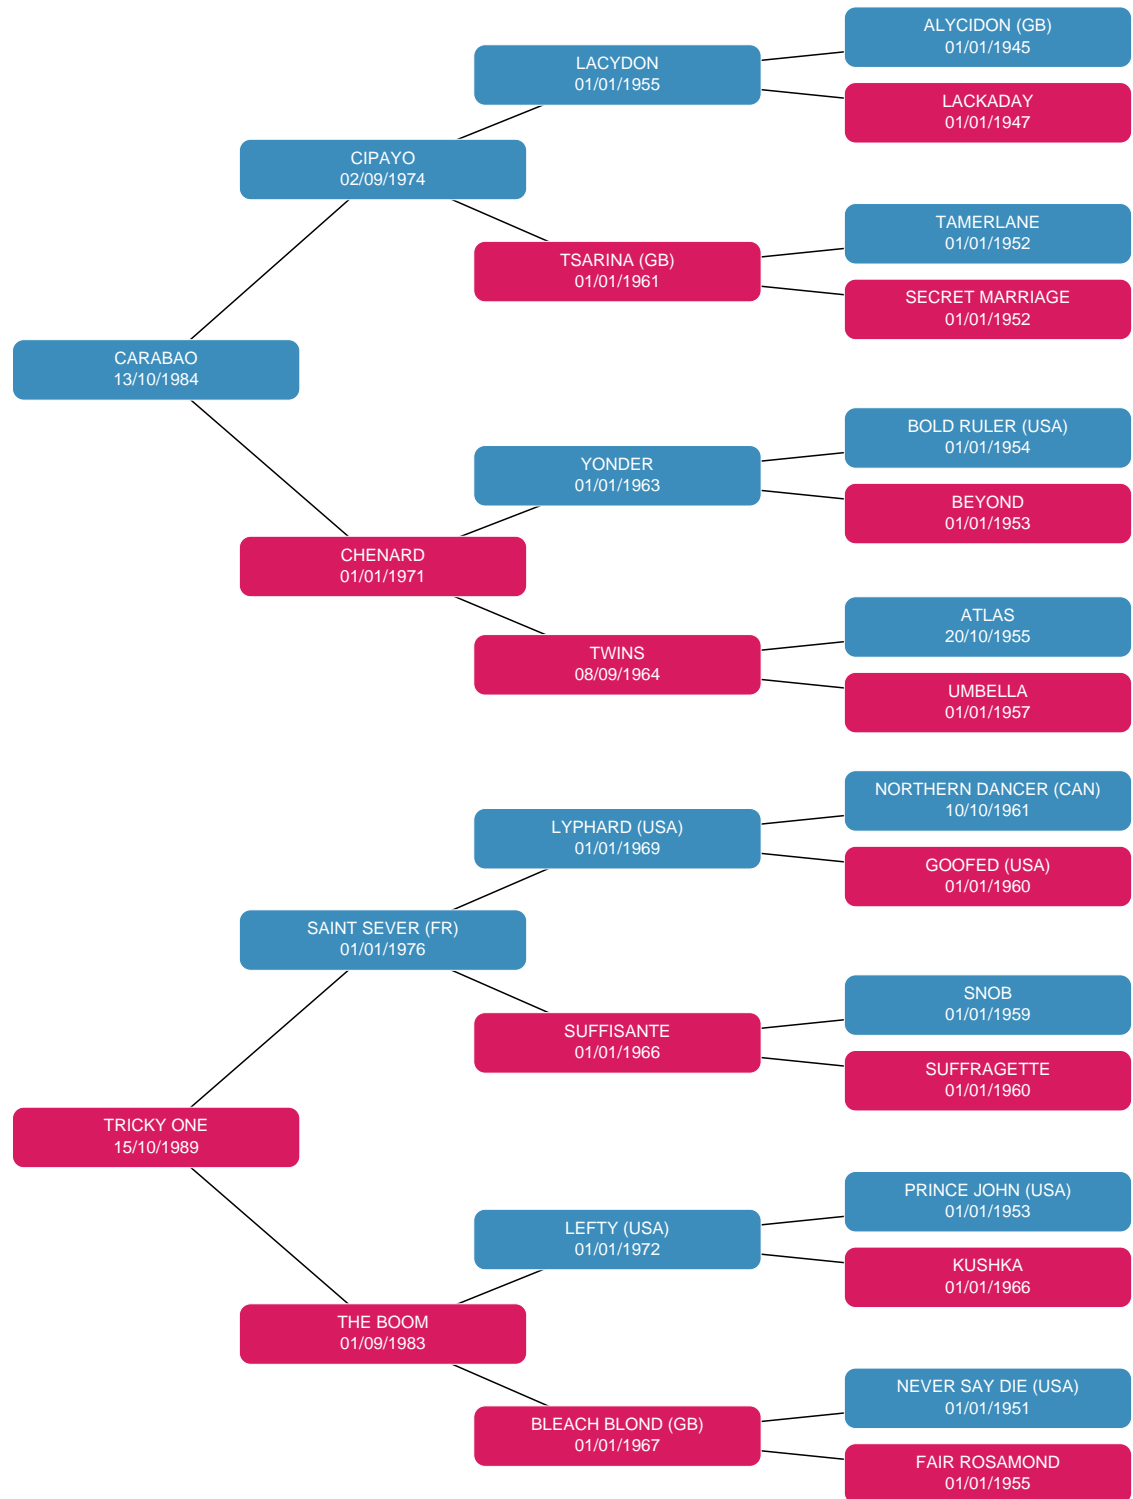 ALYCIDON (GB)
01/01/1945
LACYDON
01/01/1955
LACKADAY
01/01/1947
CIPAYO
02/09/1974
TAMERLANE
01/01/1952
TSARINA (GB)
01/01/1961
SECRET MARRIAGE
01/01/1952
CARABAO
13/10/1984
BOLD RULER (USA)
01/01/1954
YONDER
01/01/1963
BEYOND
01/01/1953
CHENARD
01/01/1971
ATLAS
20/10/1955
TWINS
08/09/1964
UMBELLA
01/01/1957
NORTHERN DANCER (CAN)
10/10/1961
LYPHARD (USA)
01/01/1969
GOOFED (USA)
01/01/1960
SAINT SEVER (FR)
01/01/1976
SNOB
01/01/1959
SUFFISANTE
01/01/1966
SUFFRAGETTE
01/01/1960
TRICKY ONE
15/10/1989
PRINCE JOHN (USA)
01/01/1953
LEFTY (USA)
01/01/1972
KUSHKA
01/01/1966
THE BOOM
01/09/1983
NEVER SAY DIE (USA)
01/01/1951
BLEACH BLOND (GB)
01/01/1967
FAIR ROSAMOND
01/01/1955